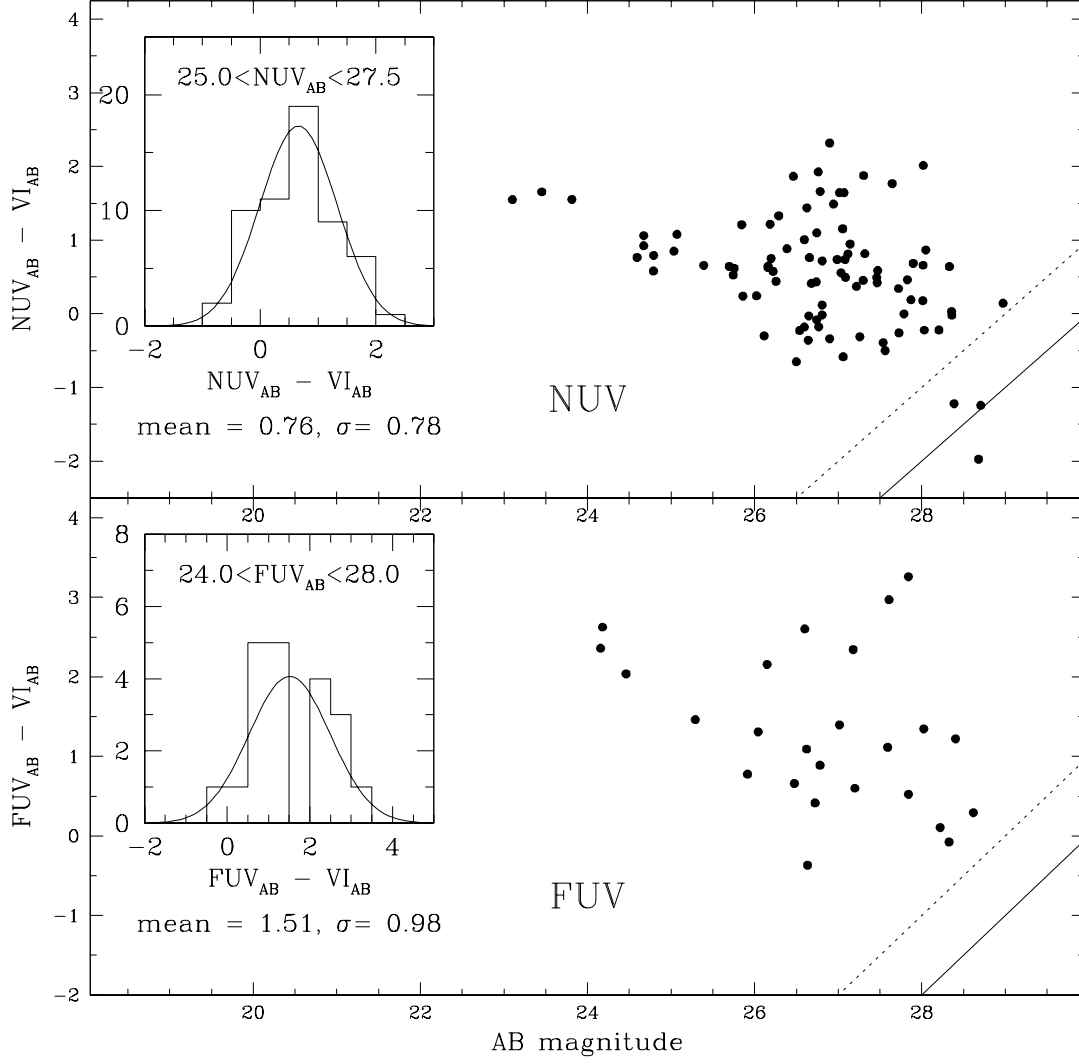 4
3
2
1
0
−1
−2
NUV_AB − VI_AB
25.0<NUV_AB<27.5
20
10
0
−2 0 2
NUV_AB − VI_AB
mean = 0.76, σ= 0.78
NUV
20 22 24 26 28
4
3
2
1
0
−1
−2
FUV_AB − VI_AB
24.0<FUV_AB<28.0
8
6
4
2
0
−2 0 2 4
FUV_AB − VI_AB
mean = 1.51, σ= 0.98
FUV
20 22 24 26 28
AB magnitude